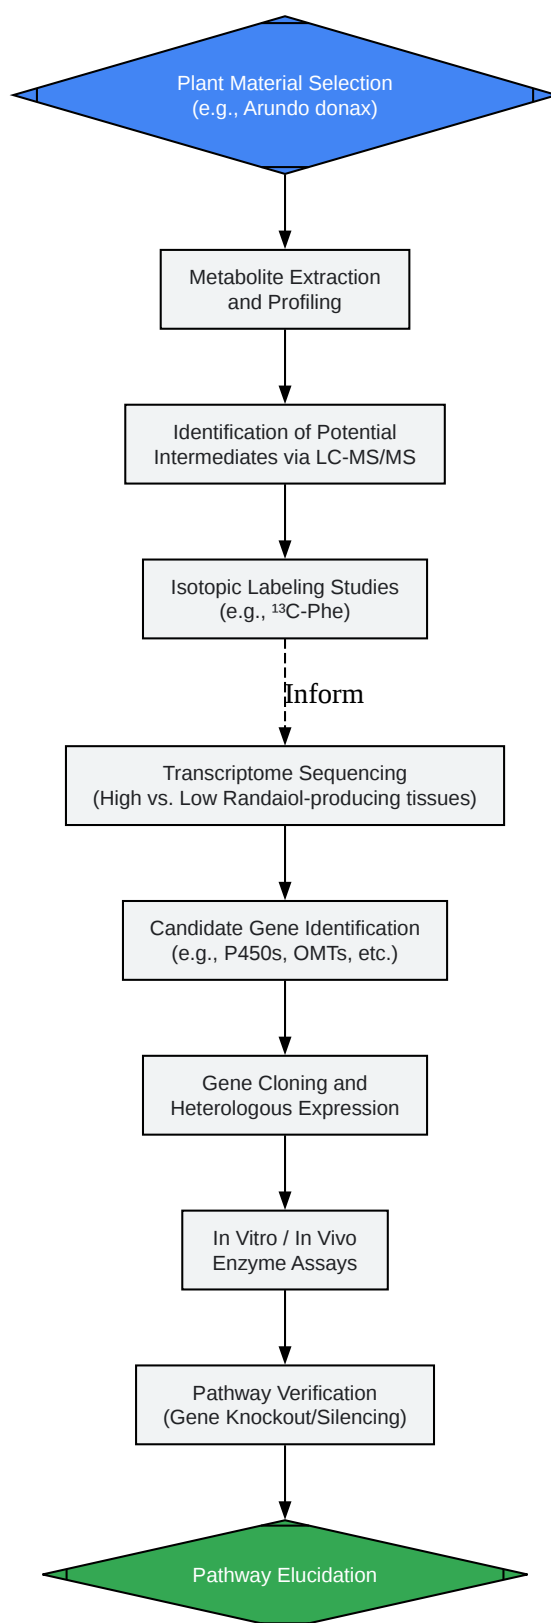 Plant Material Selection
(e.g., Arundo donax)
Metabolite Extraction
and Profiling
Identification of Potential
Intermediates via LC-MS/MS
Isotopic Labeling Studies
(e.g., ¹³C-Phe)
Inform
Transcriptome Sequencing
(High vs. Low Randaiol-producing tissues)
Candidate Gene Identification
(e.g., P450s, OMTs, etc.)
Gene Cloning and
Heterologous Expression
In Vitro / In Vivo
Enzyme Assays
Pathway Verification
(Gene Knockout/Silencing)
Pathway Elucidation